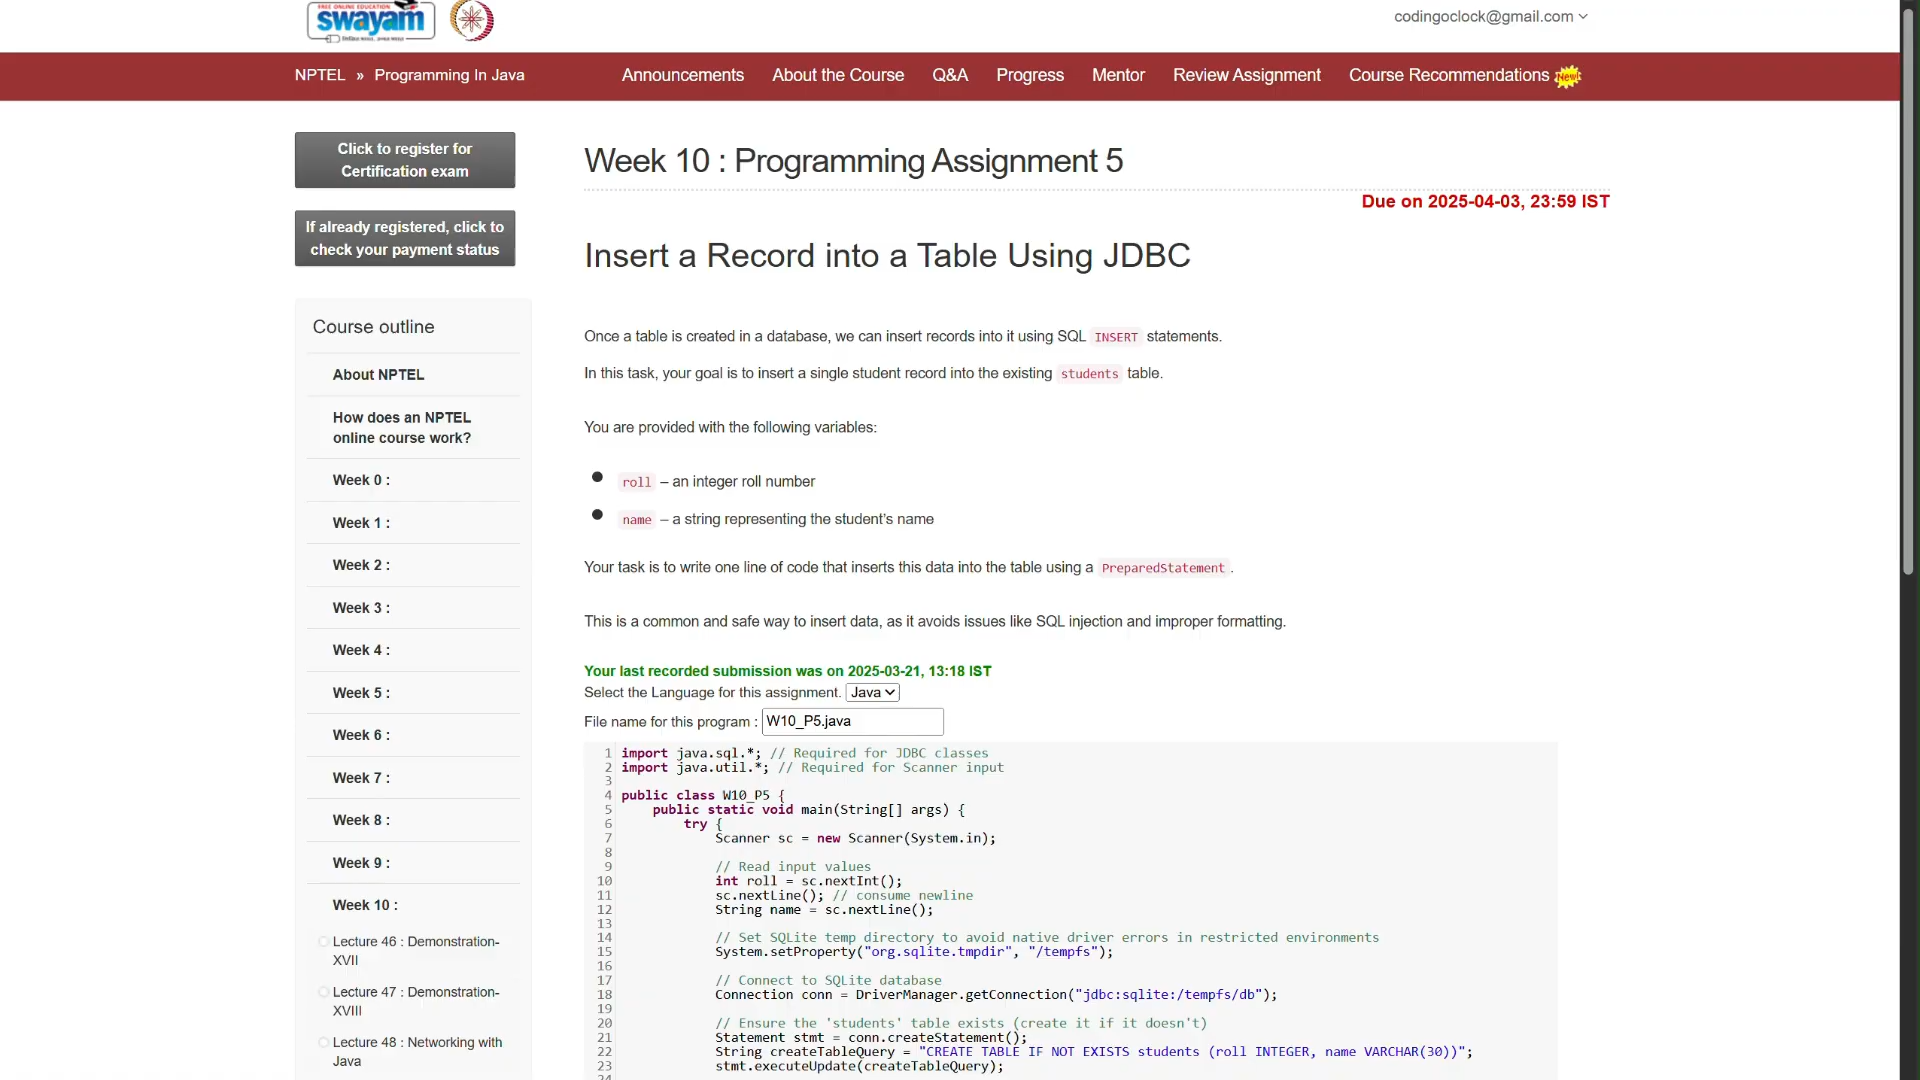 FREE ONLINE EDUCATION
swayam
codingoclock@gmail.com
NPTEL » Programming In Java
Announcements About the Course Q&A Progress Mentor Review Assignment Course Recommendations New!
Click to register for
Certification exam
If already registered, click to
check your payment status
Course outline
About NPTEL
How does an NPTEL
online course work?
Week 0 :
Week 1 :
Week 2 :
Week 3 :
Week 4 :
Week 5 :
Week 6 :
Week 7 :
Week 8 :
Week 9 :
Week 10 :
Lecture 46 : Demonstration-
XVII
Lecture 47 : Demonstration-
XVIII
Lecture 48 : Networking with
Java
Week 10 : Programming Assignment 5
Due on 2025-04-03, 23:59 IST
Insert a Record into a Table Using JDBC
Once a table is created in a database, we can insert records into it using SQL INSERT statements.
In this task, your goal is to insert a single student record into the existing students table.
You are provided with the following variables:
● roll – an integer roll number
● name – a string representing the student’s name
Your task is to write one line of code that inserts this data into the table using a PreparedStatement .
This is a common and safe way to insert data, as it avoids issues like SQL injection and improper formatting.
Your last recorded submission was on 2025-03-21, 13:18 IST
Select the Language for this assignment. Java
File name for this program : W10_P5.java
1 import java.sql.*; // Required for JDBC classes
2 import java.util.*; // Required for Scanner input
3
4 public class W10_P5 {
5 public static void main(String[] args) {
6 try {
7 Scanner sc = new Scanner(System.in);
8
9 // Read input values
10 int roll = sc.nextInt();
11 sc.nextLine(); // consume newline
12 String name = sc.nextLine();
13
14 // Set SQLite temp directory to avoid native driver errors in restricted environments
15 System.setProperty("org.sqlite.tmpdir", "/tempfs");
16
17 // Connect to SQLite database
18 Connection conn = DriverManager.getConnection("jdbc:sqlite:/tempfs/db");
19
20 // Ensure the 'students' table exists (create it if it doesn't)
21 Statement stmt = conn.createStatement();
22 String createTableQuery = "CREATE TABLE IF NOT EXISTS students (roll INTEGER, name VARCHAR(30))";
23 stmt.executeUpdate(createTableQuery);
24